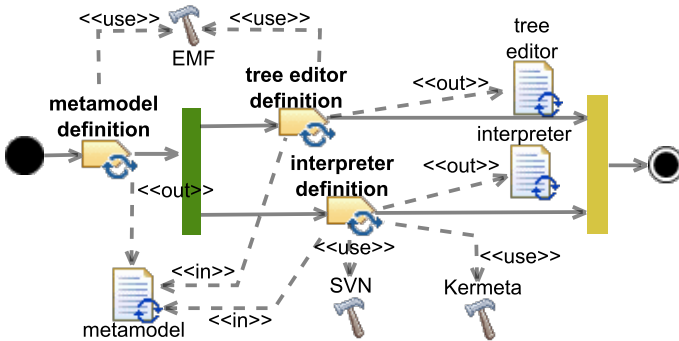 <<use>>
<<use>>
EMF
tree
editor
tree editor
definition
<<out>>
metamodel
definition
interpreter
interpreter
definition
<<out>>
<<out>>
<<use>>
<<use>>
<<in>>
SVN
Kermeta
<<in>>
metamodel